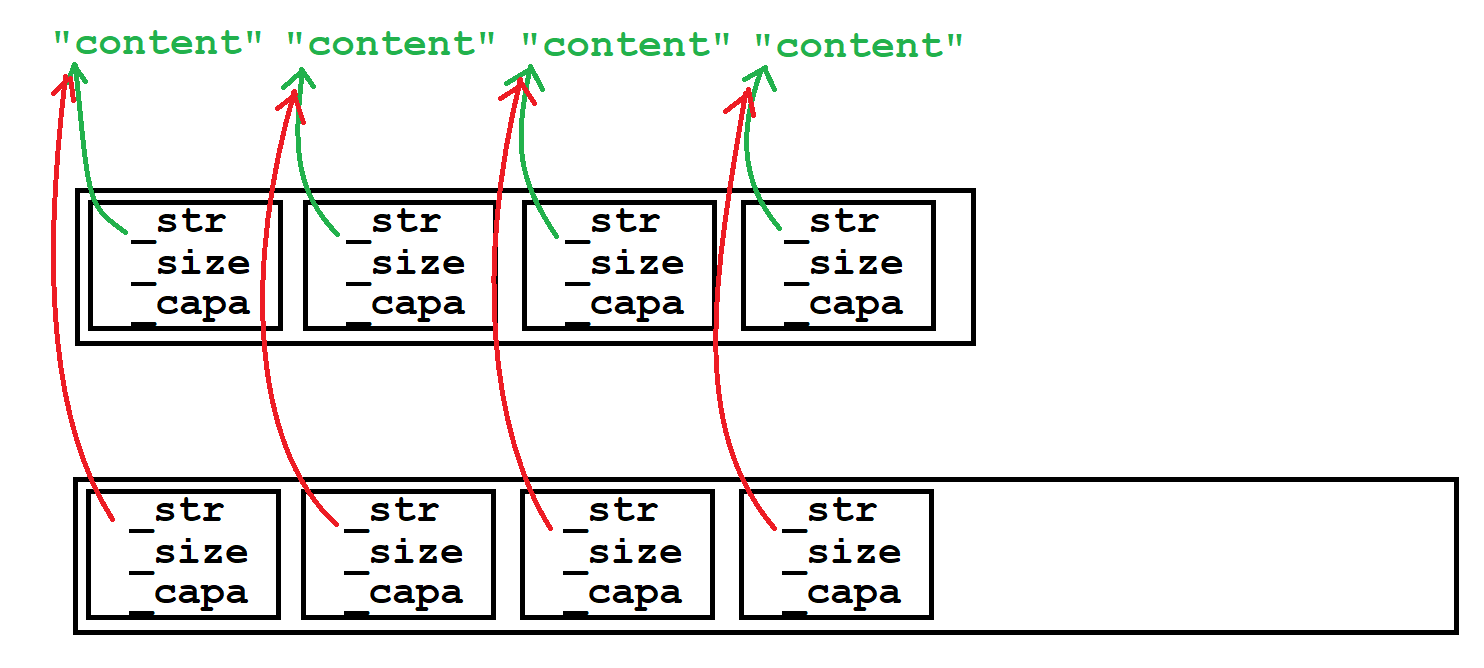 "content" "content" "content" "content"
_str _str _str _str
_size _size _size _size
_capa _capa _capa _capa
_str _str _str _str
_size _size _size _size
_capa _capa _capa _capa